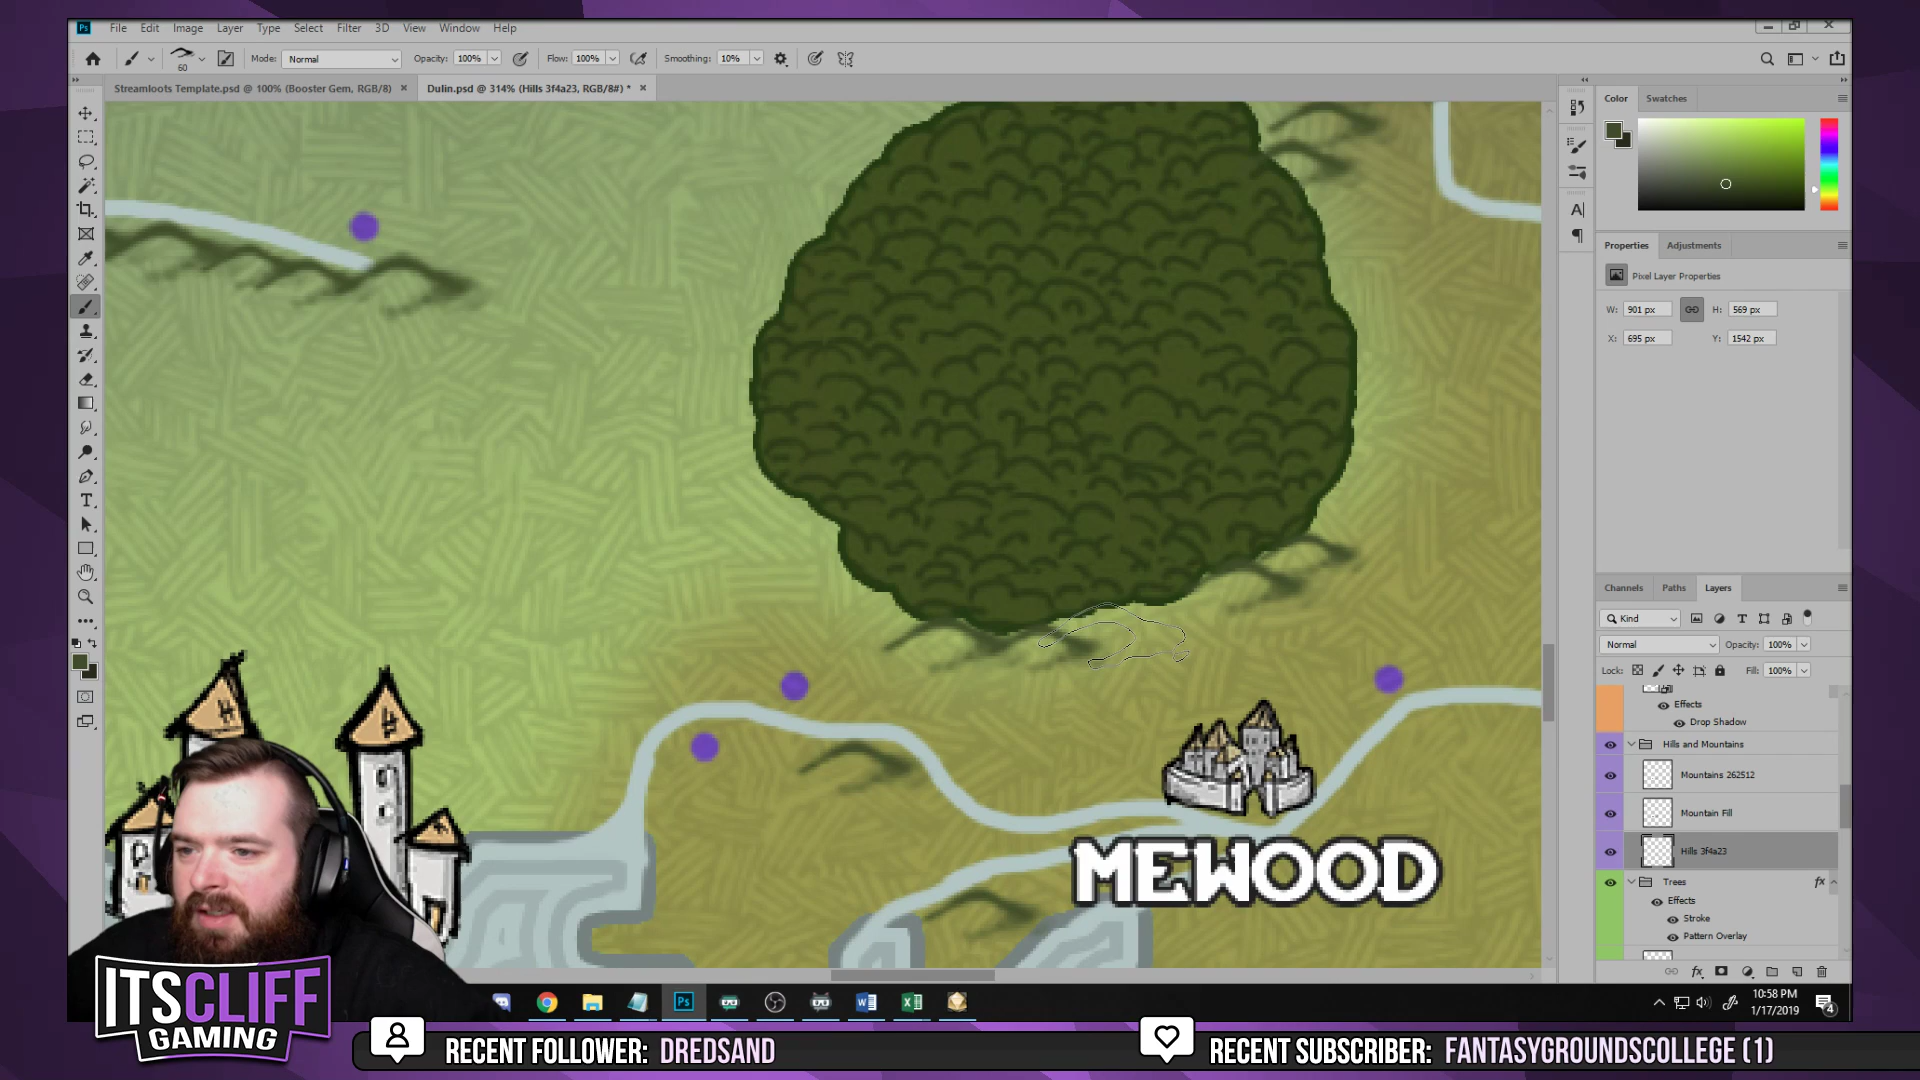 Ps File Edit Image Layer Type Select Filter 3D View Window Help
60 Mode: Normal Opacity: 100% Flow: 100% Smoothing: 10%
Streamloots Template.psd @ 100% (Booster Gem, RGB/8) × Dulin.psd @ 314% (Hills 3f4a23, RGB/8#) * ×
Color Swatches
Properties Adjustments
Pixel Layer Properties
W: 901 px H: 569 px
X: 695 px Y: 1542 px
Channels Paths Layers
Kind
Normal Opacity: 100%
Lock: Fill: 100%
Effects
Drop Shadow
Hills and Mountains
Mountains 262512
Mountain Fill
Hills 3f4a23
Trees fx
Effects
Stroke
Pattern Overlay
MEWOOD
10:58 PM
1/17/2019
4
ITSCLIFF
GAMING
RECENT FOLLOWER: DREDSAND
RECENT SUBSCRIBER: FANTASYGROUNDSCOLLEGE (1)